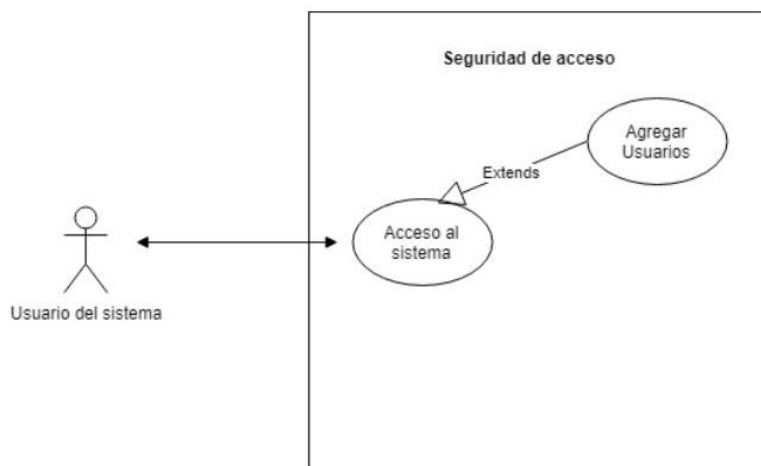 Seguridad de acceso
Agregar
Usuarios
Extends
Acceso al
sistema
Usuario del sistema